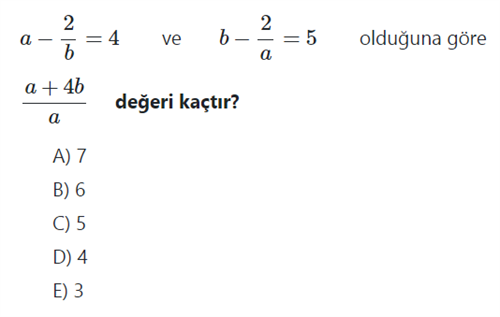 a − 2/b = 4 ve b − 2/a = 5 olduğuna göre
(a + 4b)/a değeri kaçtır?
A) 7
B) 6
C) 5
D) 4
E) 3